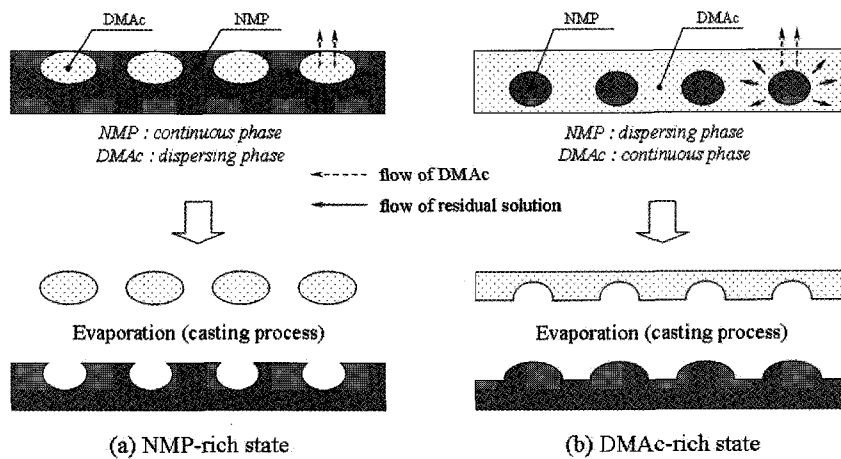 DMAc
NMP
NMP : continuous phase
DMAc : dispersing phase
NMP
DMAc
NMP : dispersing phase
DMAc : continuous phase
flow of DMAc
flow of residual solution
Evaporation (casting process)
Evaporation (casting process)
(a) NMP-rich state
(b) DMAc-rich state